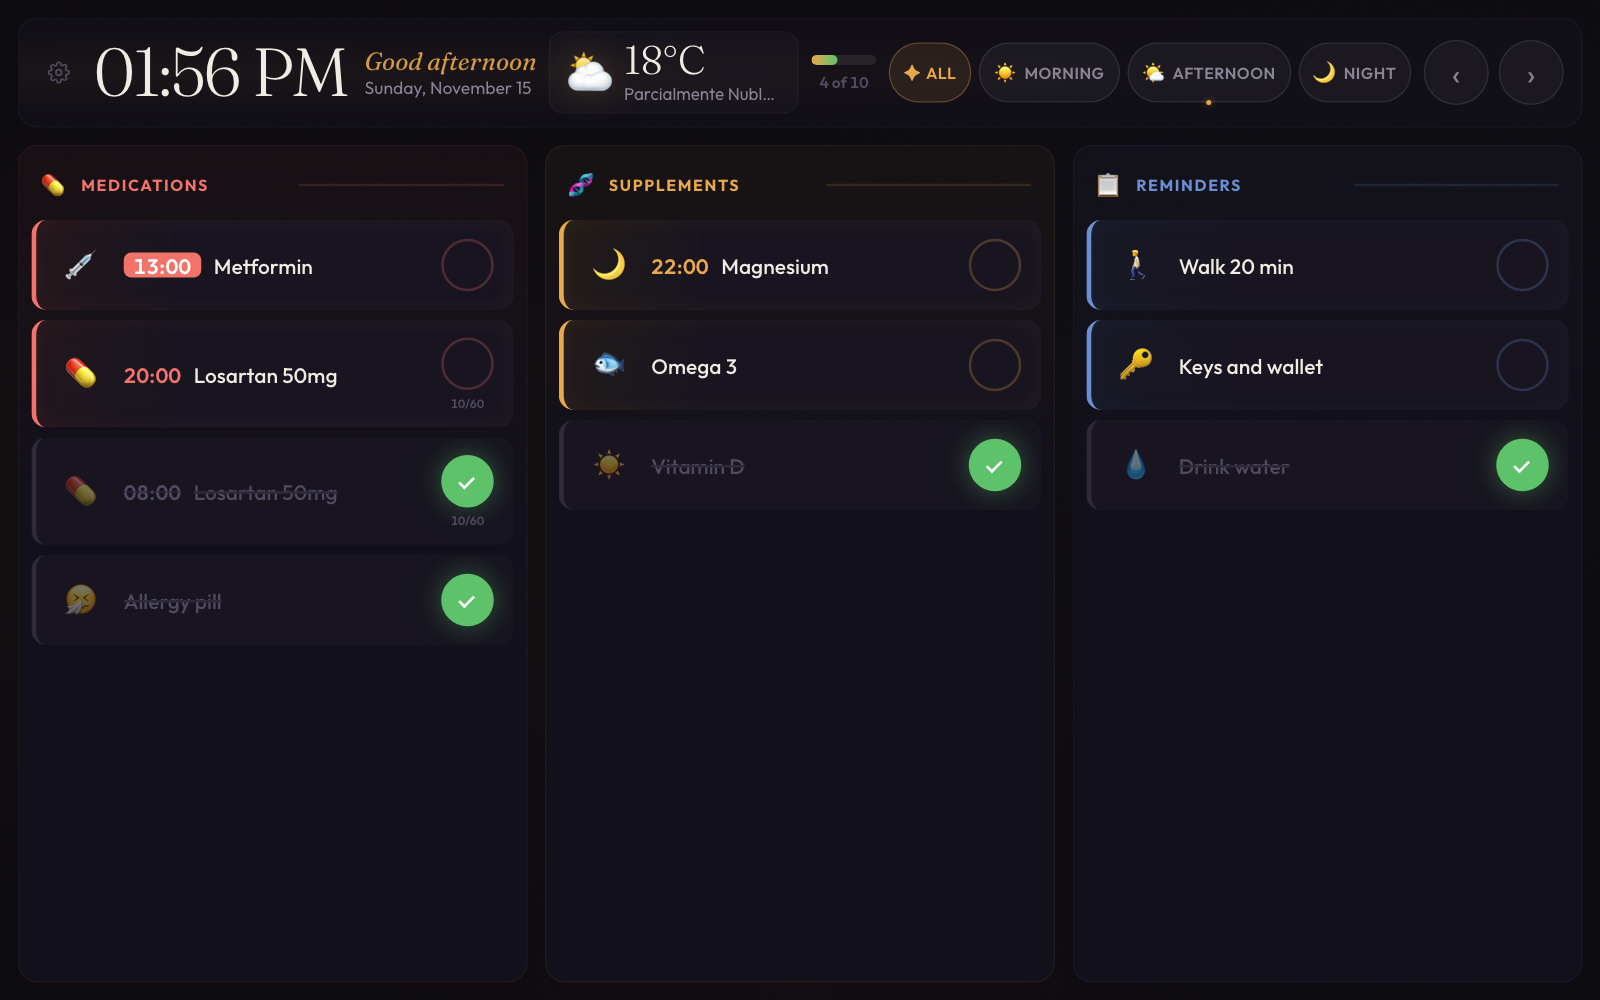 01:56 PM
Good afternoon
Sunday, November 15
18°C
Parcialmente Nubl...
4 of 10
ALL
MORNING
AFTERNOON
NIGHT
MEDICATIONS
13:00 Metformin
20:00 Losartan 50mg
10/60
08:00 Losartan 50mg
10/60
Allergy pill
SUPPLEMENTS
22:00 Magnesium
Omega 3
Vitamin D
REMINDERS
Walk 20 min
Keys and wallet
Drink water